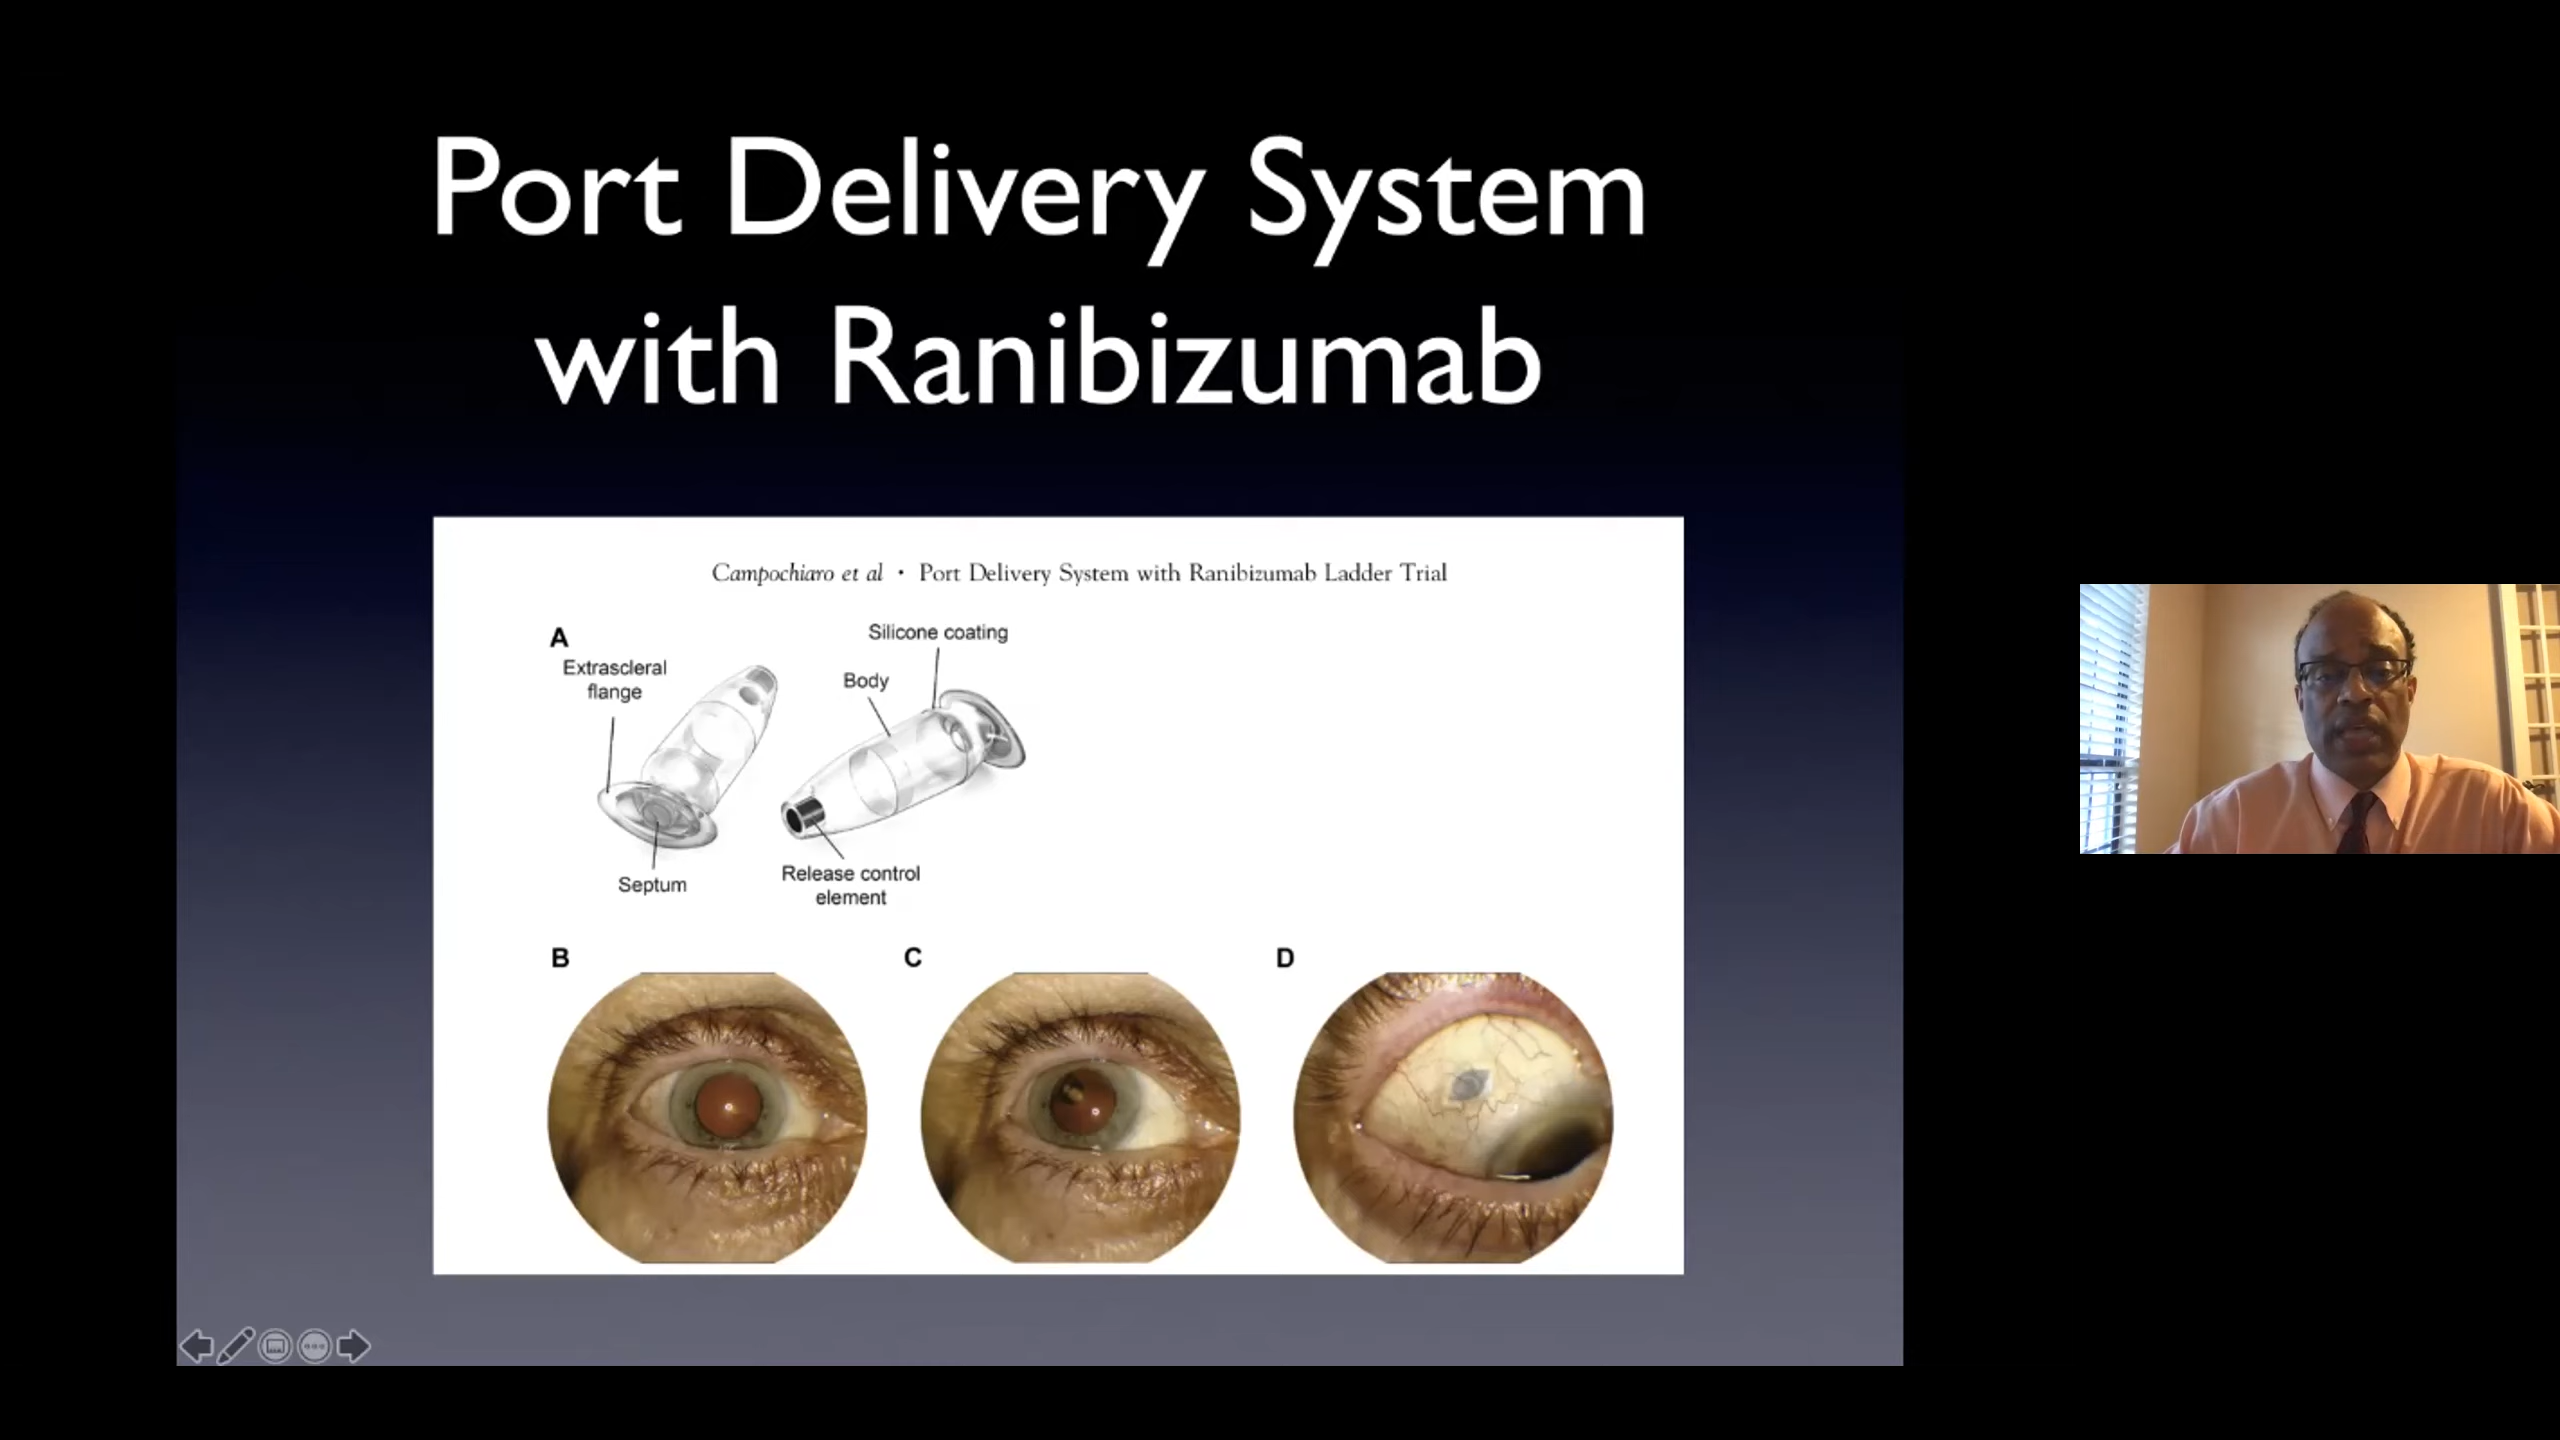 Port Delivery System
with Ranibizumab
Campochiaro et al • Port Delivery System with Ranibizumab Ladder Trial
A
Extrascleral
flange
Silicone coating
Body
Septum
Release control
element
B
C
D